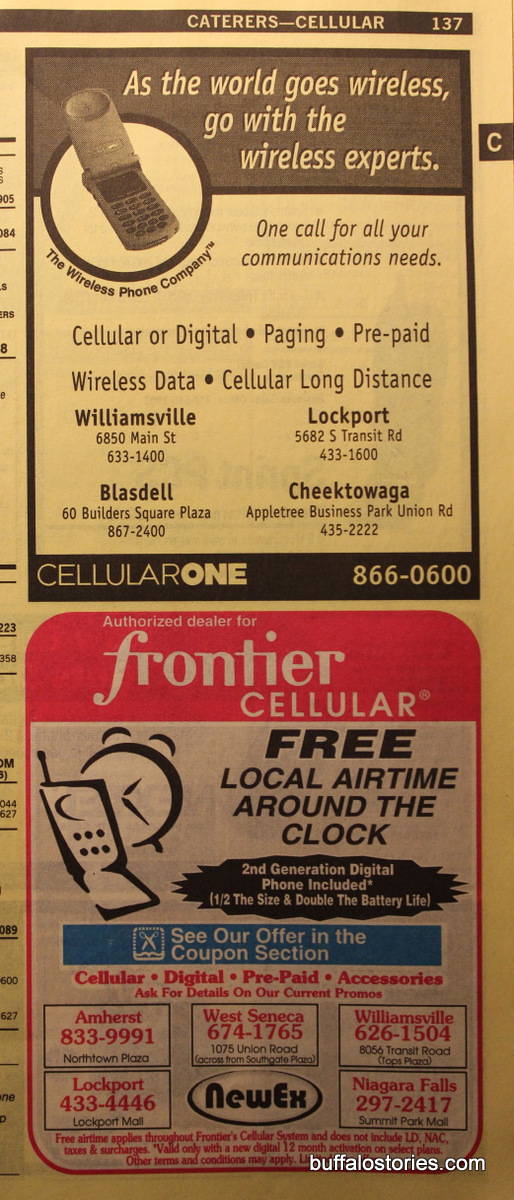 CATERERS—CELLULAR 137
C
As the world goes wireless,
go with the
wireless experts.
The Wireless Phone Company™
One call for all your
communications needs.
Cellular or Digital • Paging • Pre-paid
Wireless Data • Cellular Long Distance
Williamsville
6850 Main St
633-1400
Lockport
5682 S Transit Rd
433-1600
Blasdell
60 Builders Square Plaza
867-2400
Cheektowaga
Appletree Business Park Union Rd
435-2222
CELLULARONE 866-0600
Authorized dealer for
frontier
CELLULAR®
FREE
LOCAL AIRTIME
AROUND THE
CLOCK
2nd Generation Digital
Phone Included*
(1/2 The Size & Double The Battery Life)
See Our Offer in the
Coupon Section
Cellular • Digital • Pre-Paid • Accessories
Ask For Details On Our Current Promos
Amherst
833-9991
Northtown Plaza
West Seneca
674-1765
1075 Union Road
(across from Southgate Plaza)
Williamsville
626-1504
8056 Transit Road
(Tops Plaza)
Lockport
433-4446
Lockport Mall
NewEx
Niagara Falls
297-2417
Summit Park Mall
Free airtime applies throughout Frontier's Cellular System and does not include LD, NAC,
taxes & surcharges. *Valid only with a new digital 12 month activation on select plans.
Other terms and conditions may apply.
buffalostories.com